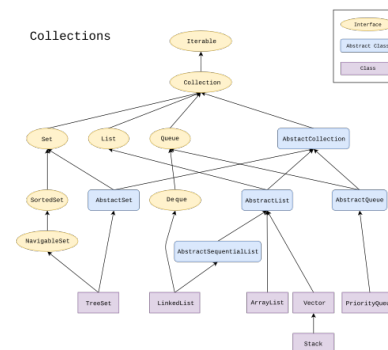 Collections
Iterable
Interface
Abstract Class
Class
Collection
Set
List
Queue
AbstactCollection
SortedSet
AbstactSet
Deque
AbstractList
AbstractQueue
NavigableSet
AbstractSequentialList
TreeSet
LinkedList
ArrayList
Vector
PriorityQueue
Stack